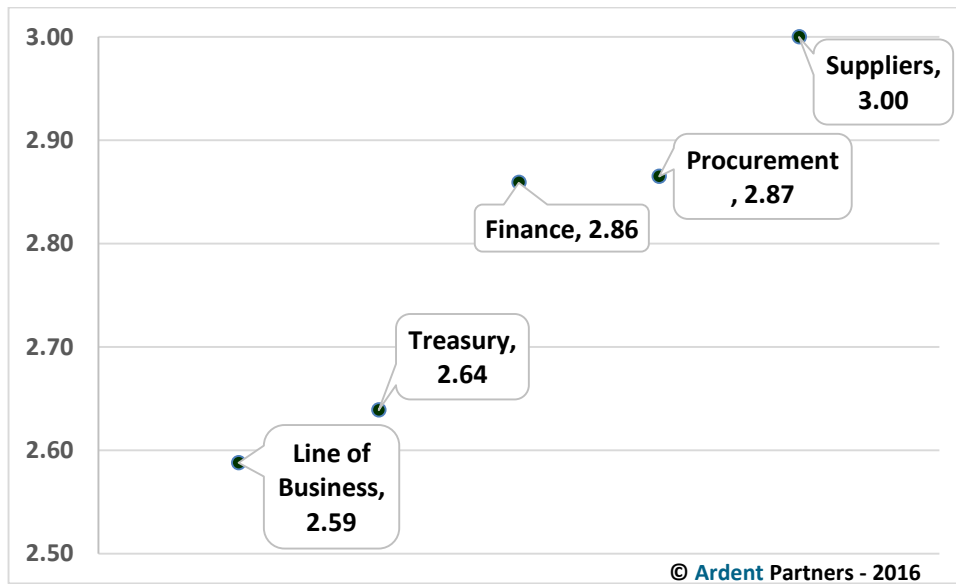 3.00
2.90
2.80
2.70
2.60
2.50
Suppliers,
3.00
Procurement
, 2.87
Finance, 2.86
Treasury,
2.64
Line of
Business,
2.59
© Ardent Partners - 2016